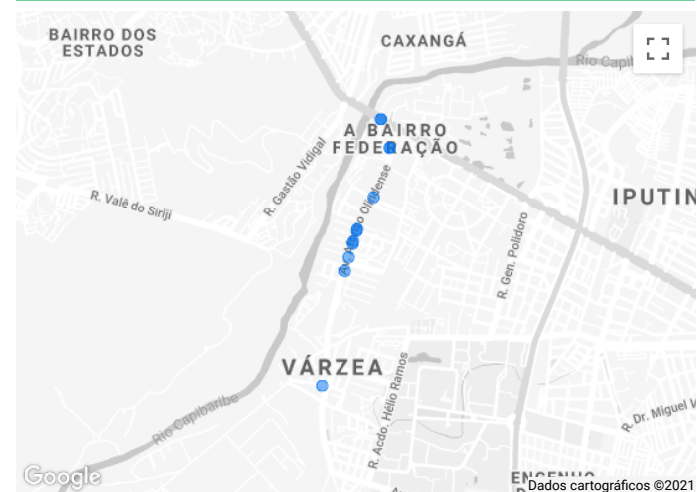 BAIRRO DOS
ESTADOS
CAXANGÁ
Rio Capib
A BAIRRO
FEDERAÇÃO
R. Gastão Vidigal
R. Valê do Siriji
Olindense
IPUTIN
R. Gen. Polidoro
VÁRZEA
Rio Capibaribe
R. Acdo. Hélio Ramos
R. Dr. Miguel V
ENGENHO
Google
Dados cartográficos ©2021